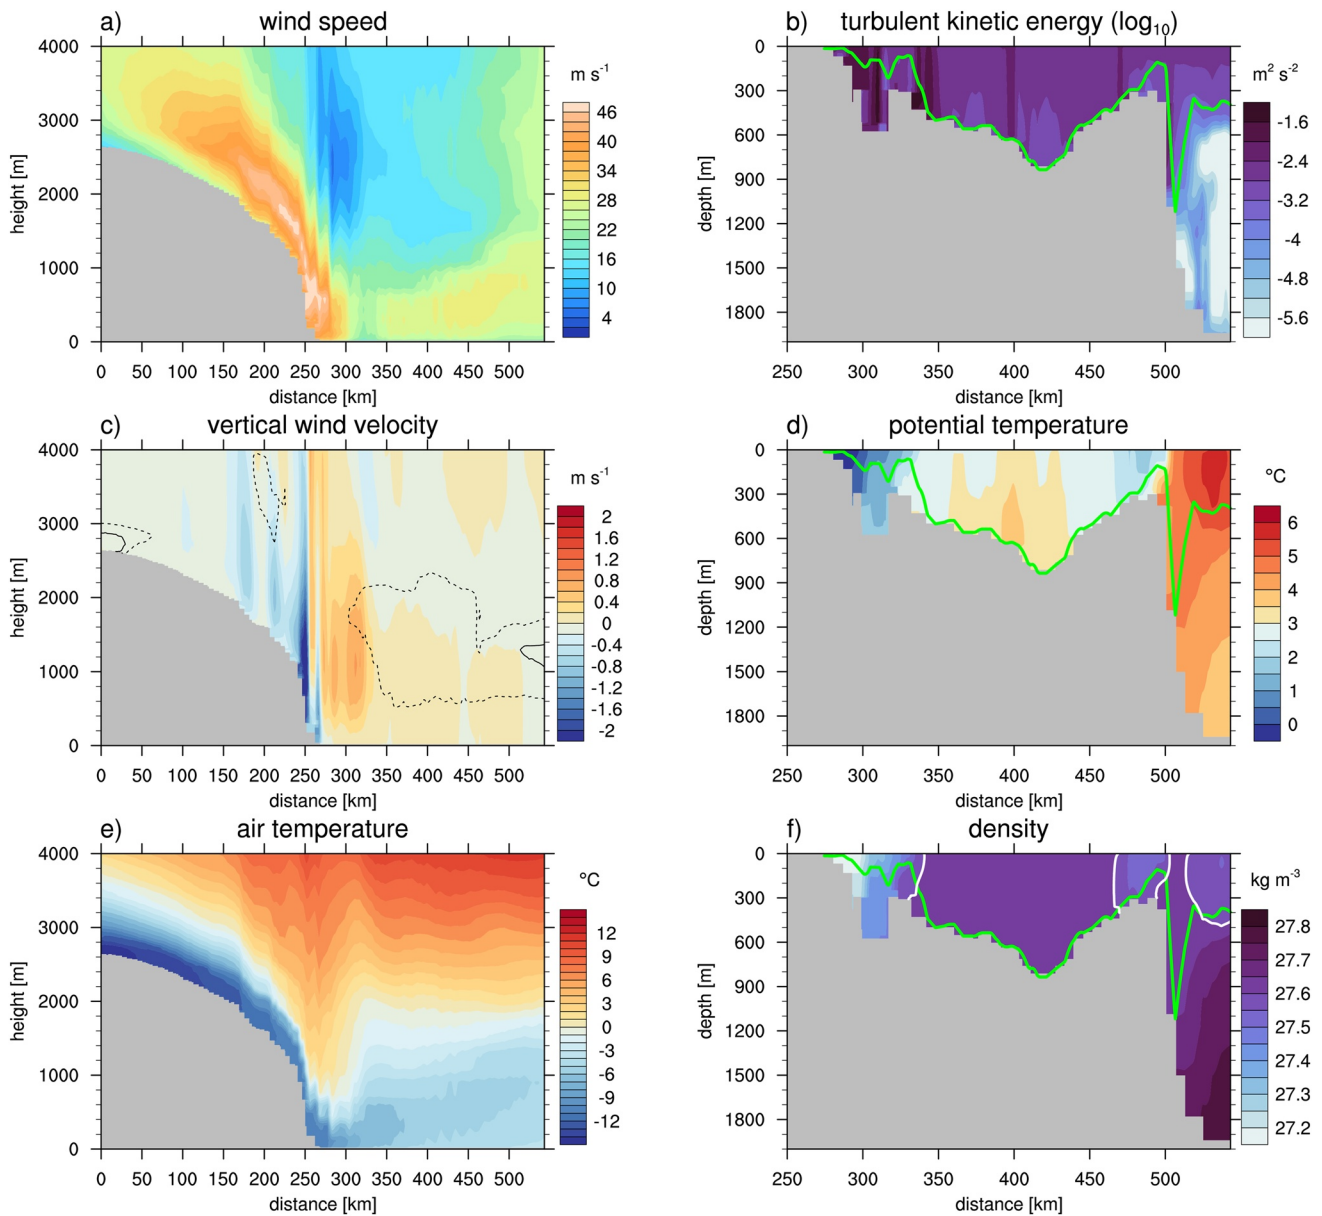 a) wind speed
4000
3000
2000
1000
0
height [m]
0 50 100 150 200 250 300 350 400 450 500
distance [km]
m s⁻¹
46
40
34
28
22
16
10
4
b) turbulent kinetic energy (log₁₀)
0
300
600
900
1200
1500
1800
depth [m]
250 300 350 400 450 500
distance [km]
m² s⁻²
-1.6
-2.4
-3.2
-4
-4.8
-5.6
c) vertical wind velocity
4000
3000
2000
1000
0
height [m]
0 50 100 150 200 250 300 350 400 450 500
distance [km]
m s⁻¹
2
1.6
1.2
0.8
0.4
0
-0.4
-0.8
-1.2
-1.6
-2
d) potential temperature
0
300
600
900
1200
1500
1800
depth [m]
250 300 350 400 450 500
distance [km]
°C
6
5
4
3
2
1
0
e) air temperature
4000
3000
2000
1000
0
height [m]
0 50 100 150 200 250 300 350 400 450 500
distance [km]
°C
12
9
6
3
0
-3
-6
-9
-12
f) density
0
300
600
900
1200
1500
1800
depth [m]
250 300 350 400 450 500
distance [km]
kg m⁻³
27.8
27.7
27.6
27.5
27.4
27.3
27.2